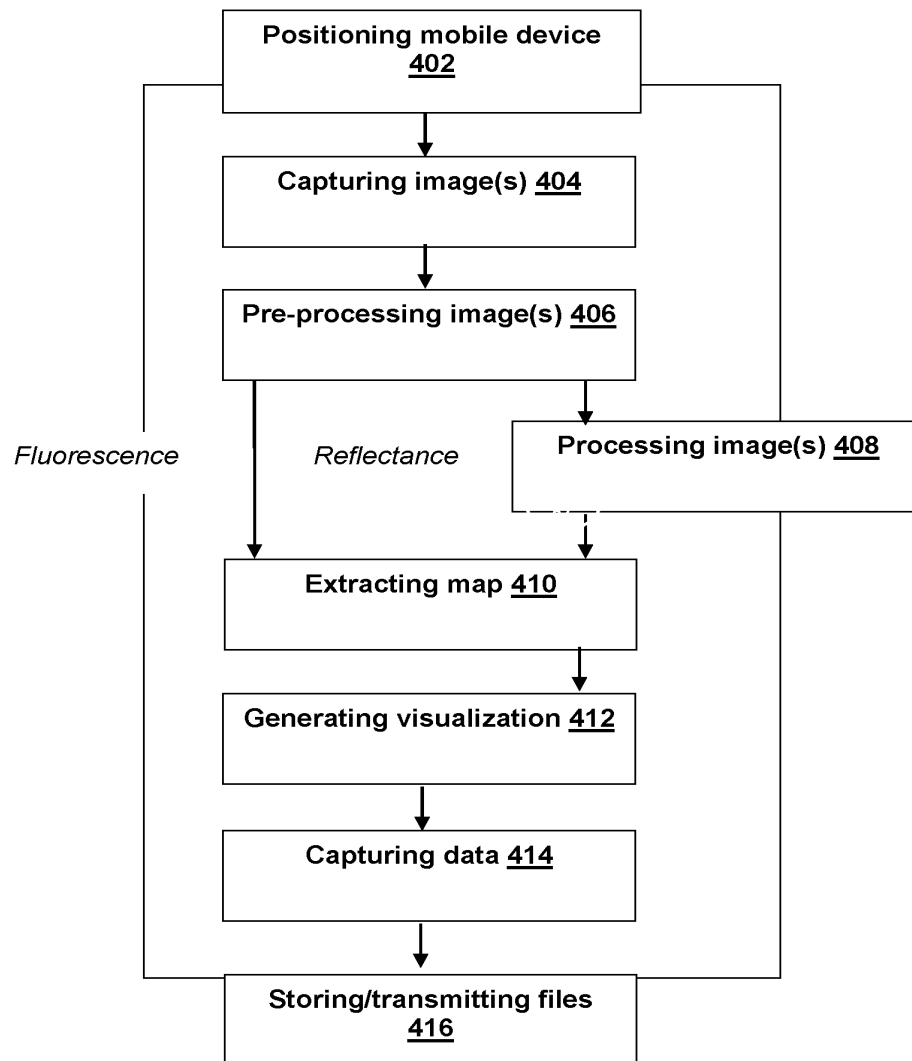 Positioning mobile device
402
Capturing image(s) 404
Pre-processing image(s) 406
Fluorescence
Reflectance
Processing image(s) 408
Extracting map 410
Generating visualization 412
Capturing data 414
Storing/transmitting files
416